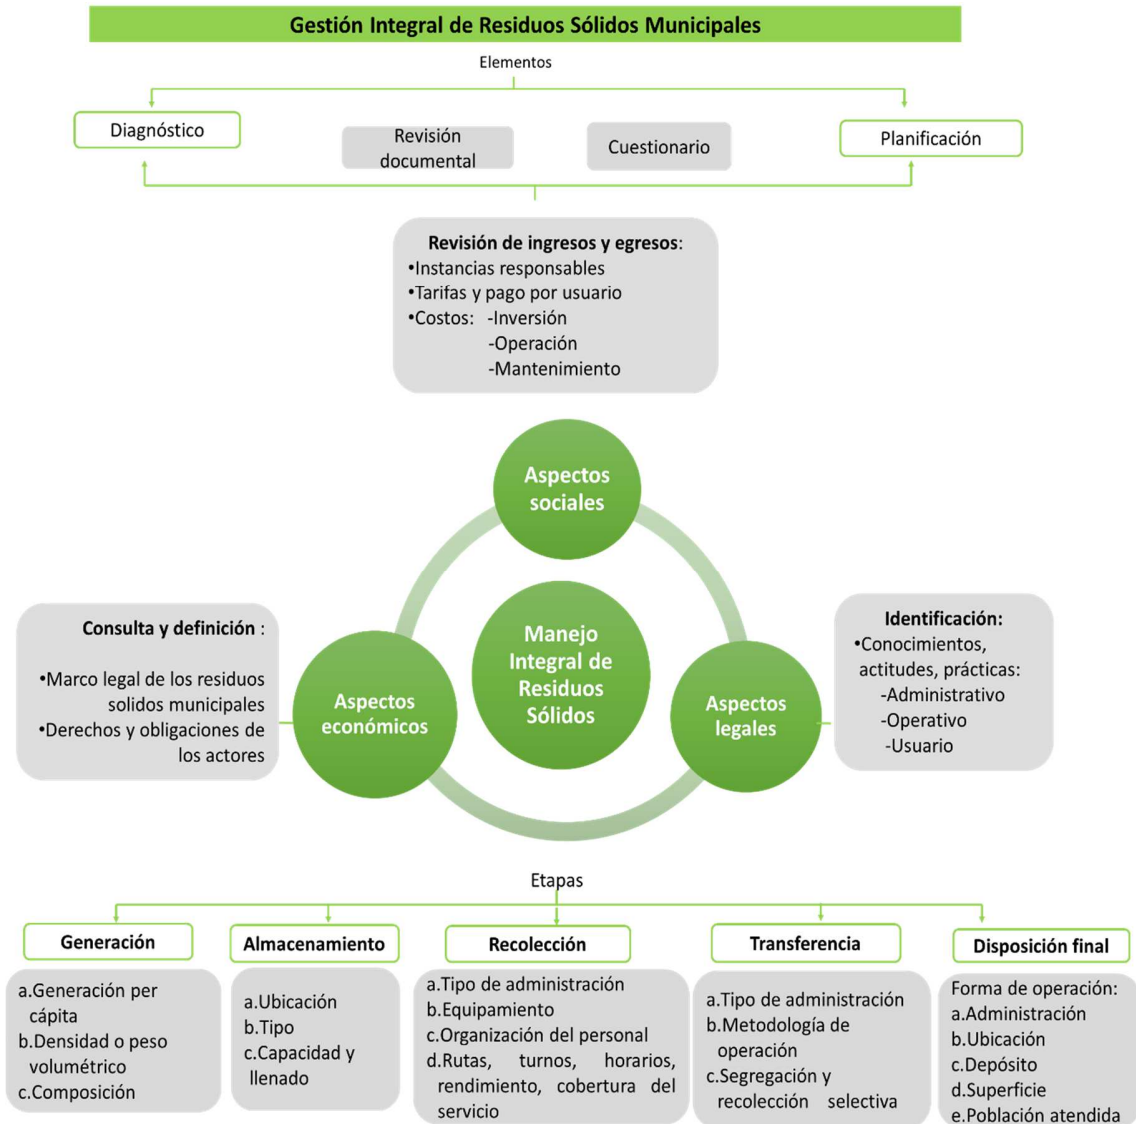 Gestión Integral de Residuos Sólidos Municipales
Elementos
Diagnóstico
Revisión
documental
Cuestionario
Planificación
Revisión de ingresos y egresos:
•Instancias responsables
•Tarifas y pago por usuario
•Costos: -Inversión
-Operación
-Mantenimiento
Aspectos
sociales
Consulta y definición :
•Marco legal de los residuos
solidos municipales
•Derechos y obligaciones de
los actores
Aspectos
económicos
Manejo
Integral de
Residuos
Sólidos
Aspectos
legales
Identificación:
•Conocimientos,
actitudes, prácticas:
-Administrativo
-Operativo
-Usuario
Etapas
Generación
a.Generación per
cápita
b.Densidad o peso
volumétrico
c.Composición
Almacenamiento
a.Ubicación
b.Tipo
c.Capacidad y
llenado
Recolección
a.Tipo de administración
b.Equipamiento
c.Organización del personal
d.Rutas, turnos, horarios,
rendimiento, cobertura del
servicio
Transferencia
a.Tipo de administración
b.Metodología de
operación
c.Segregación y
recolección selectiva
Disposición final
Forma de operación:
a.Administración
b.Ubicación
c.Depósito
d.Superficie
e.Población atendida